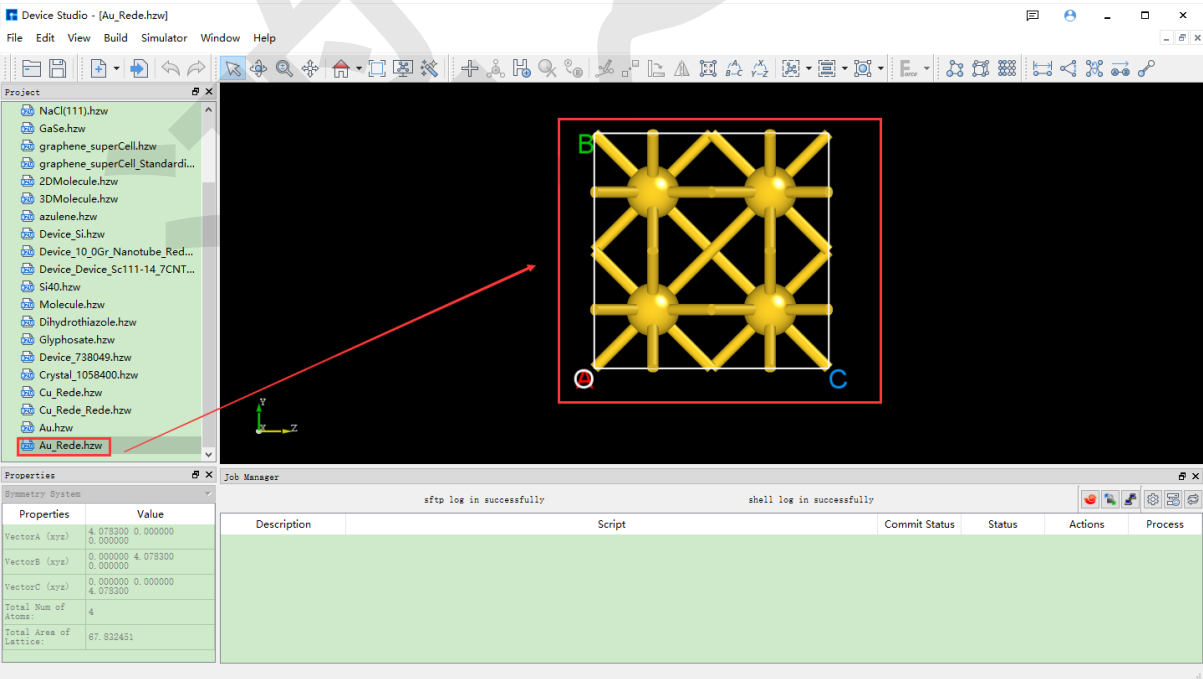 Device Studio - [Au_Rede.hzw]
File Edit View Build Simulator Window Help
Project
NaCl(111).hzw
GaSe.hzw
graphene_superCell.hzw
graphene_superCell_Standardi...
2DMolecule.hzw
3DMolecule.hzw
azulene.hzw
Device_Si.hzw
Device_10_0Gr_Nanotube_Red...
Device_Device_Sc111-14_7CNT...
Si40.hzw
Molecule.hzw
Dihydrothiazole.hzw
Glyphosate.hzw
Device_738049.hzw
Crystal_1058400.hzw
Cu_Rede.hzw
Cu_Rede_Rede.hzw
Au.hzw
Au_Rede.hzw
B
A
O
C
Y
X
Z
Properties
Symmetry System
Properties Value
VectorA (xyz) 4.078300 0.000000
0.000000
VectorB (xyz) 0.000000 4.078300
0.000000
VectorC (xyz) 0.000000 0.000000
4.078300
Total Num of
Atoms: 4
Total Area of
Lattice: 67.832451
Job Manager
sftp log in successfully shell log in successfully
Description Script Commit Status Status Actions Process